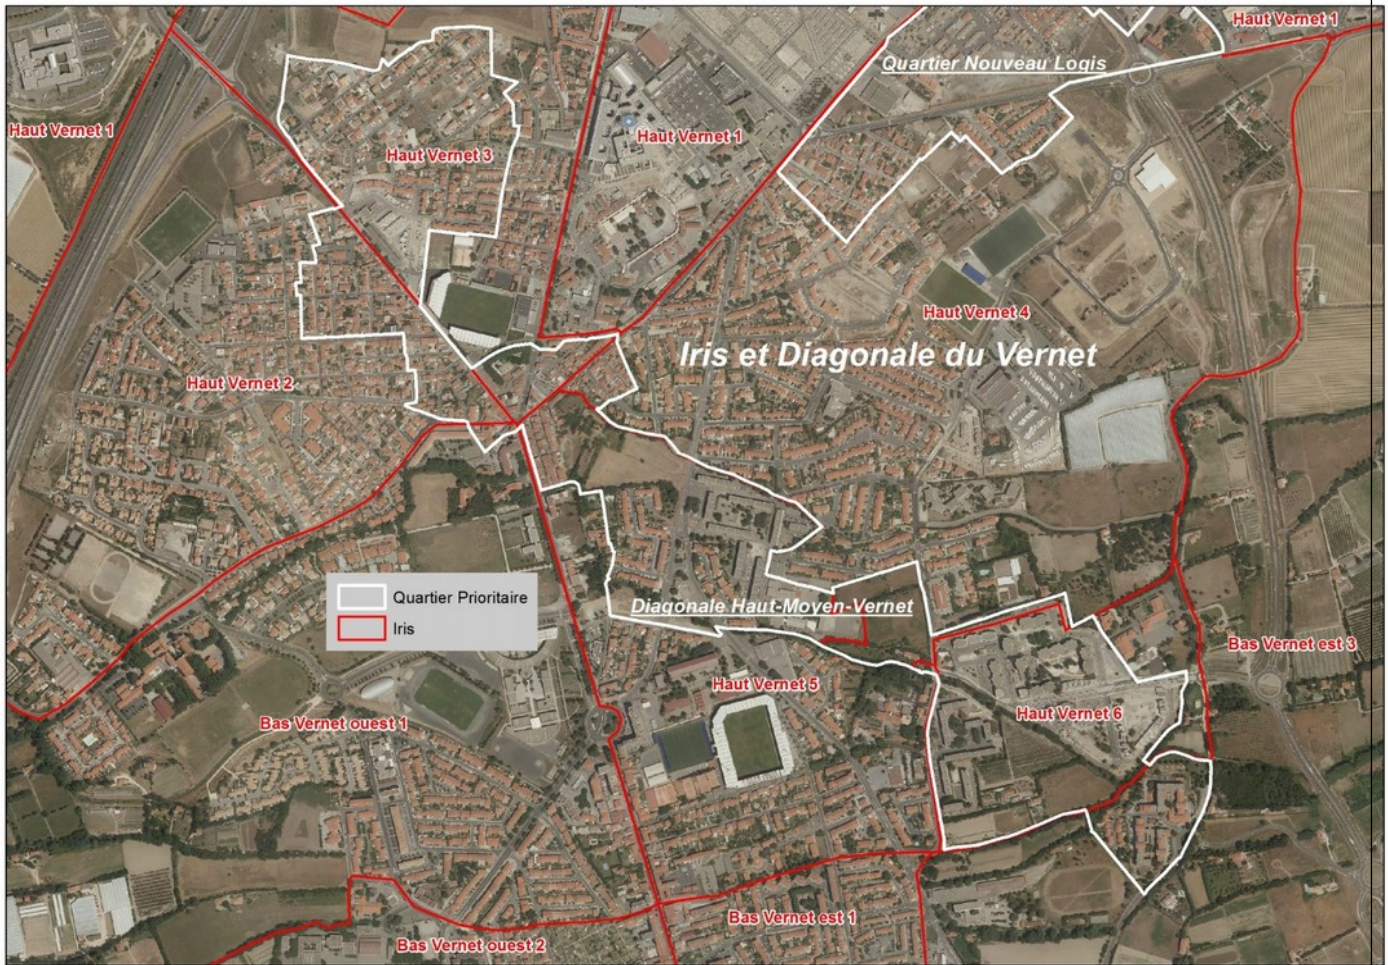 Haut Vernet 1
Quartier Nouveau Logis
Haut Vernet 1
Haut Vernet 1
Haut Vernet 3
Haut Vernet 4
Iris et Diagonale du Vernet
Haut Vernet 2
Quartier Prioritaire
Iris
Diagonale Haut-Moyen-Vernet
Bas Vernet est 3
Haut Vernet 5
Haut Vernet 6
Bas Vernet ouest 1
Bas Vernet est 1
Bas Vernet ouest 2